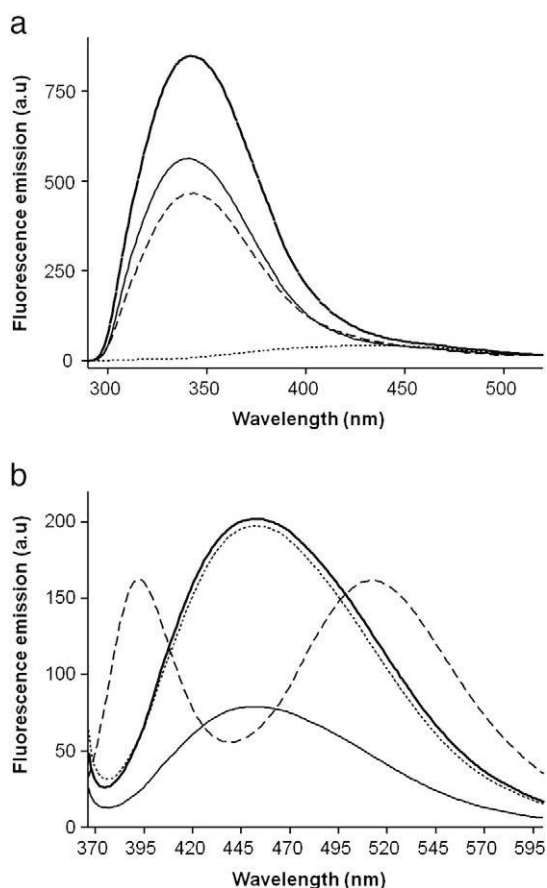 a
Fluorescence emission (a.u)
750
500
250
0
300 350 400 450 500
Wavelength (nm)
b
Fluorescence emission (a.u)
200
150
100
50
0
370 395 420 445 470 495 520 545 570 595
Wavelength (nm)